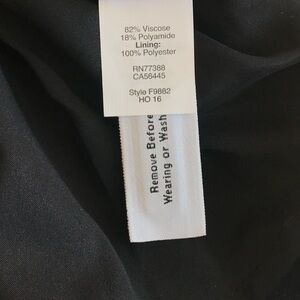 82% Viscose
18% Polyamide
Lining:
100% Polyester
RN77388
CA56445
Style F9882
HO 16
Remove Before
Wearing or Wash